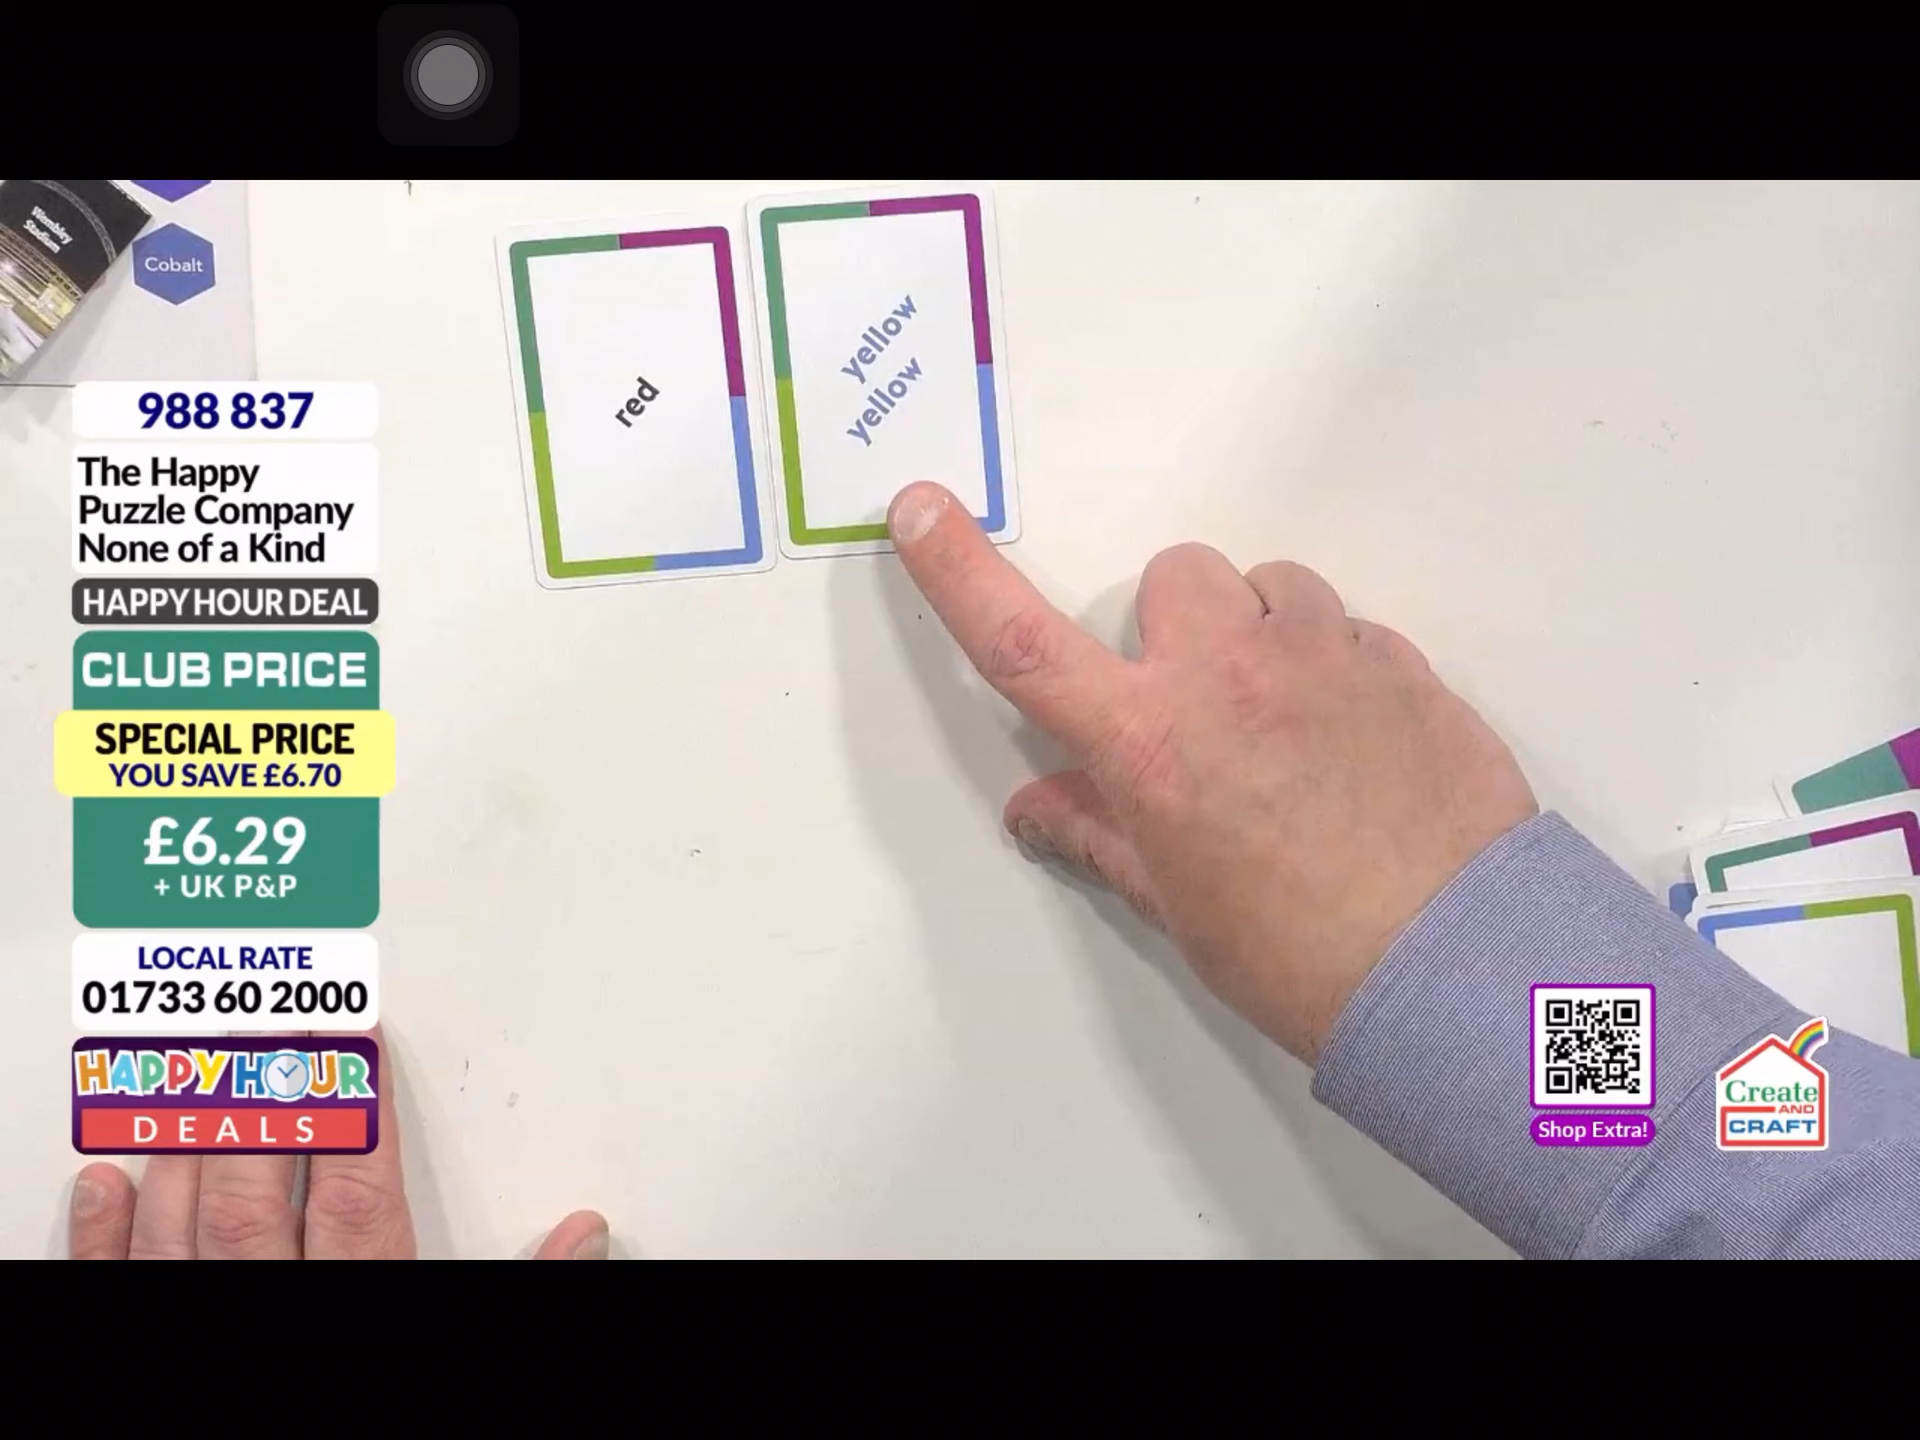 Wembley
Stadium
Cobalt
red
yellow
yellow
988 837
The Happy
Puzzle Company
None of a Kind
HAPPY HOUR DEAL
CLUB PRICE
SPECIAL PRICE
YOU SAVE £6.70
£6.29
+ UK P&P
LOCAL RATE
01733 60 2000
HAPPY HOUR
DEALS
Shop Extra!
Create
AND
CRAFT